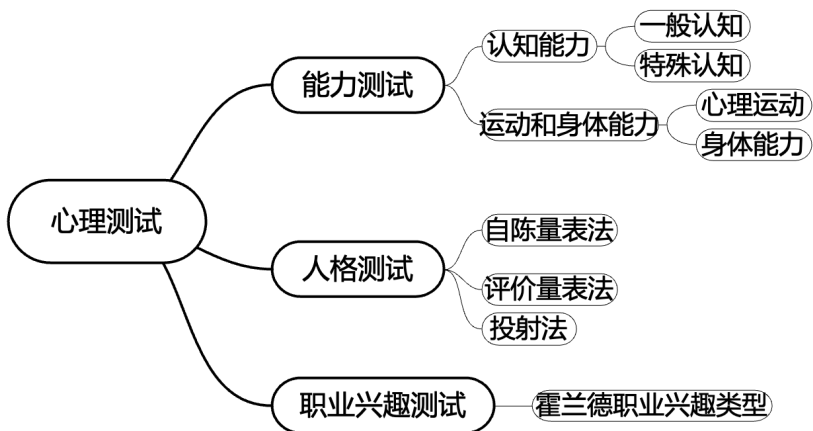 心理测试
能力测试
认知能力
一般认知
特殊认知
运动和身体能力
心理运动
身体能力
人格测试
自陈量表法
评价量表法
投射法
职业兴趣测试
霍兰德职业兴趣类型